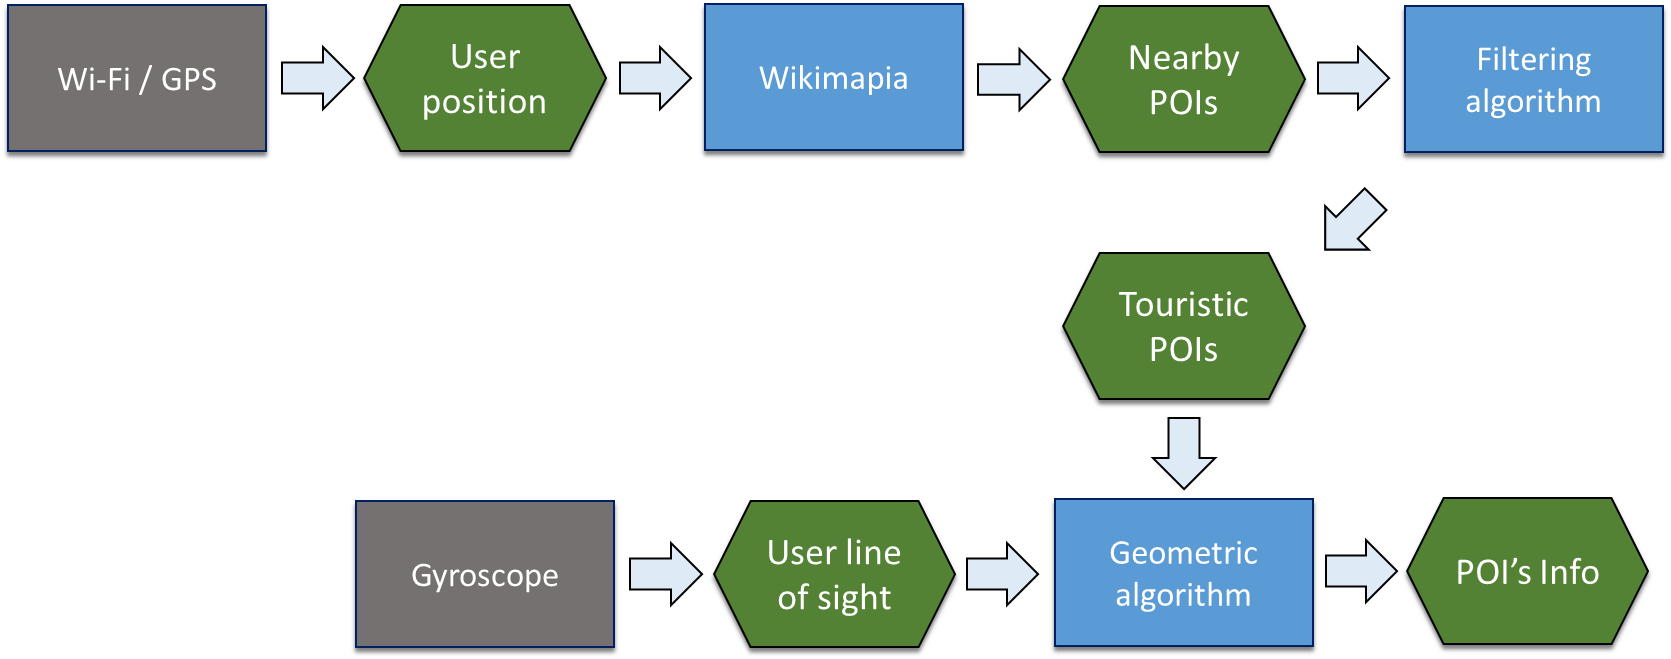 Wi-Fi / GPS
User
position
Wikimapia
Nearby
POIs
Filtering
algorithm
Touristic
POIs
Gyroscope
User line
of sight
Geometric
algorithm
POI’s Info